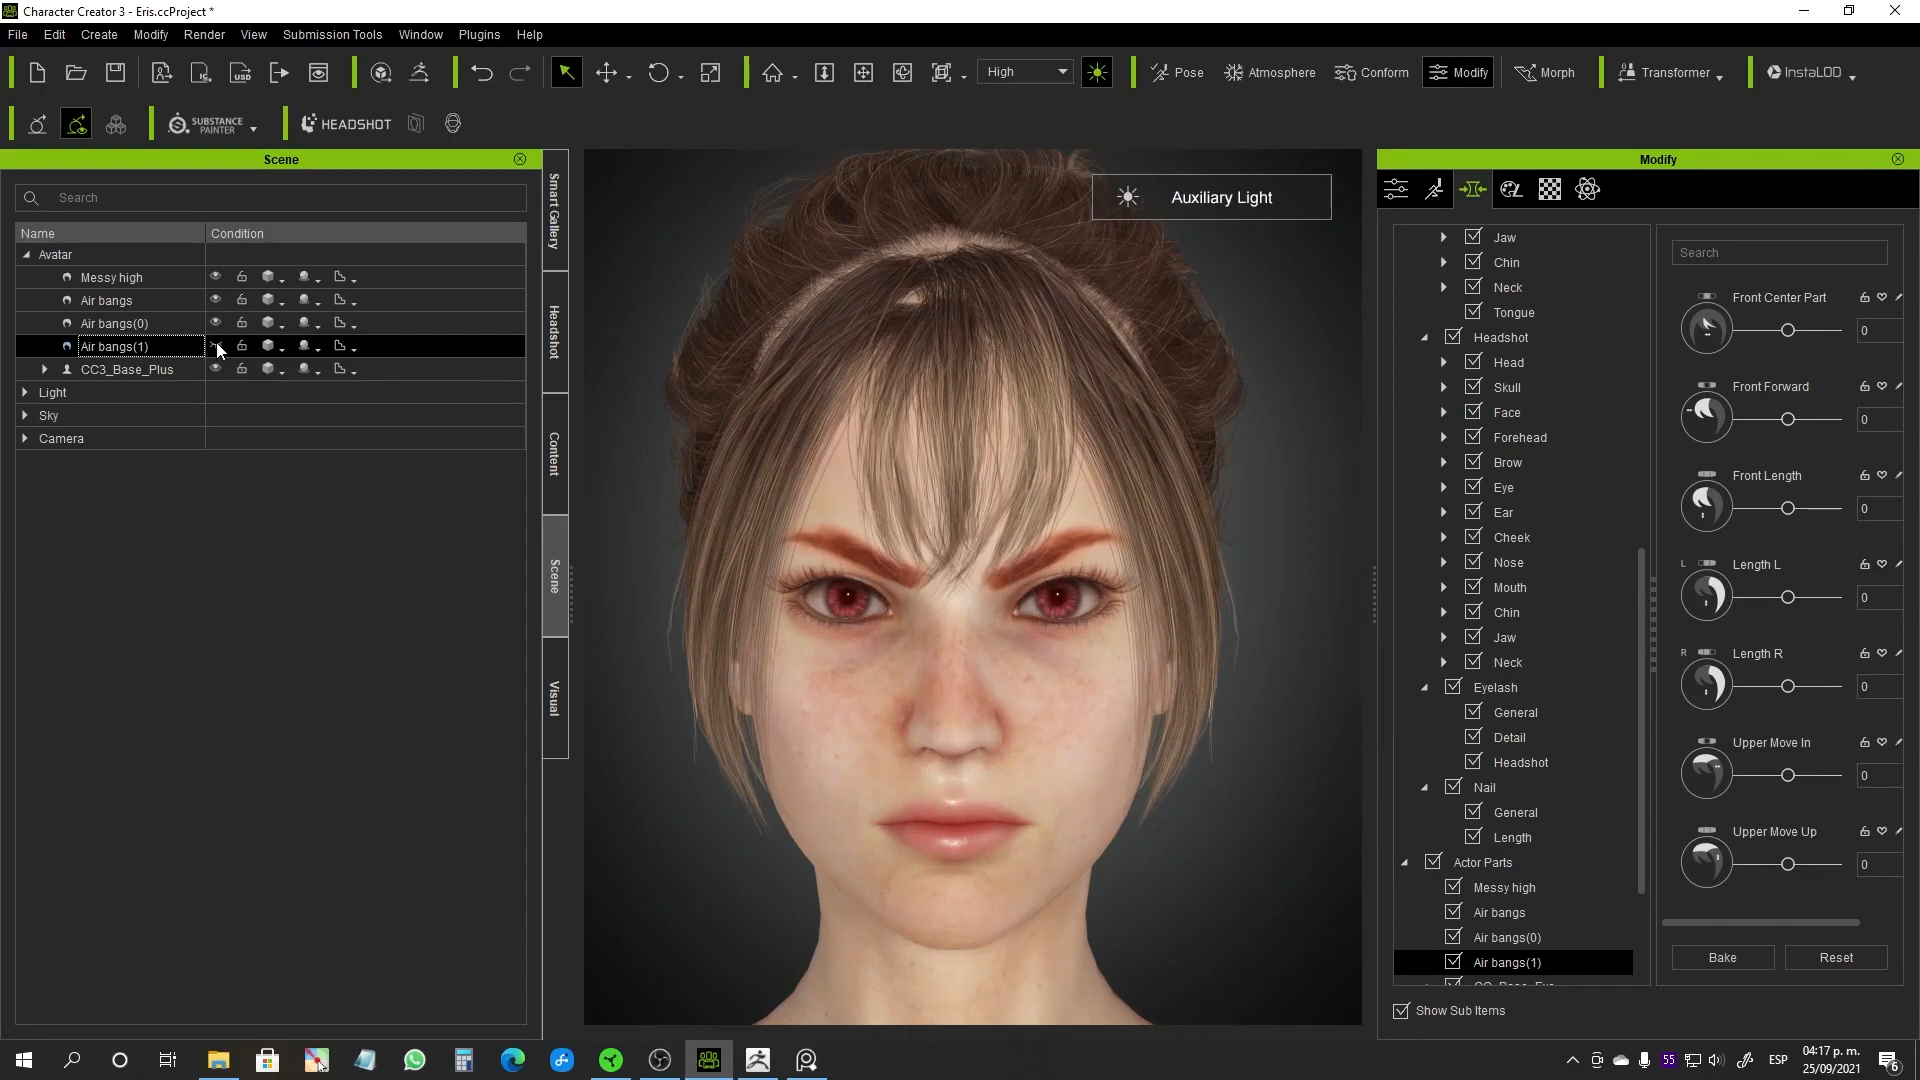 Character Creator 3 - Eris.ccProject *
File Edit Create Modify Render View Submission Tools Window Plugins Help
High Pose Atmosphere Conform Modify Morph Transformer InstaLOD
SUBSTANCE PAINTER HEADSHOT
Scene
Search
Name Condition
Avatar
Messy high
Air bangs
Air bangs(0)
Air bangs(1)
CC3_Base_Plus
Light
Sky
Camera
Smart Gallery
Headshot
Content
Scene
Visual
Auxiliary Light
Modify
Jaw
Chin
Neck
Tongue
Headshot
Head
Skull
Face
Forehead
Brow
Eye
Ear
Cheek
Nose
Mouth
Chin
Jaw
Neck
Eyelash
General
Detail
Headshot
Nail
General
Length
Actor Parts
Messy high
Air bangs
Air bangs(0)
Air bangs(1)
Show Sub Items
Search
Front Center Part
0
Front Forward
0
Front Length
0
L Length L
0
R Length R
0
Upper Move In
0
Upper Move Up
0
Bake Reset
55 ESP 04:17 p. m.
25/09/2021
6